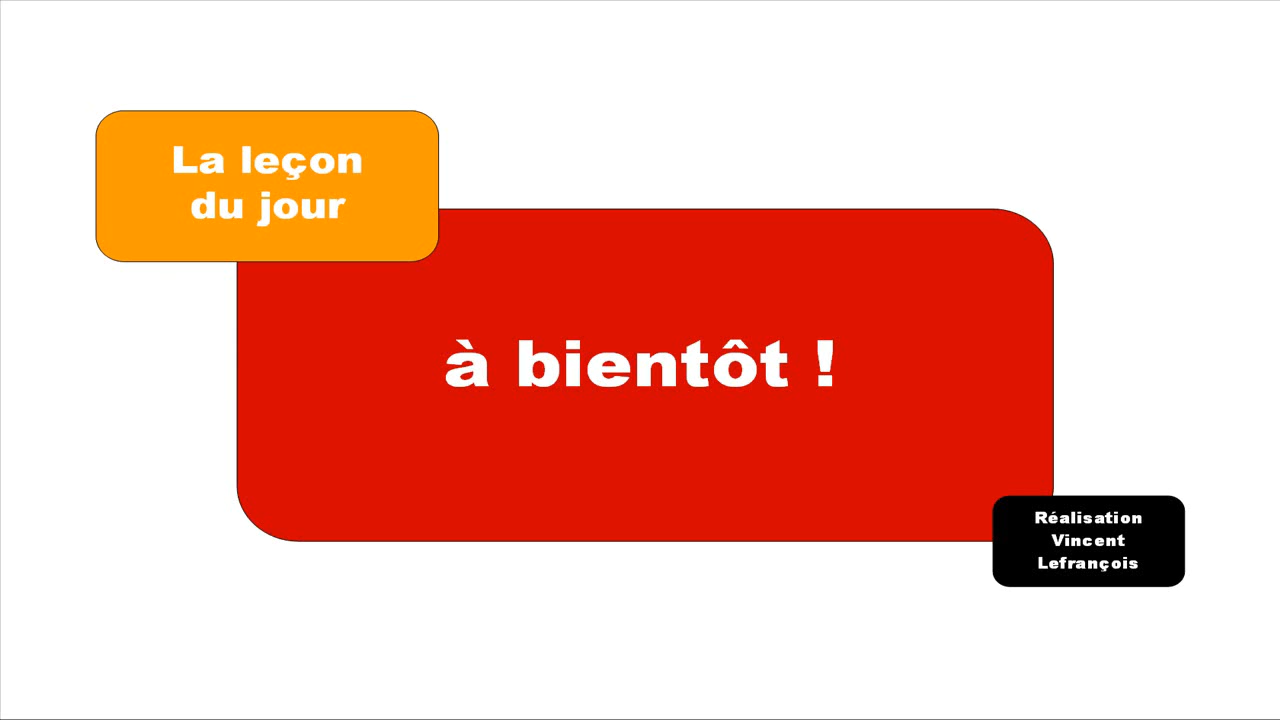 La leçon
du jour
à bientôt !
Réalisation
Vincent
Lefrançois